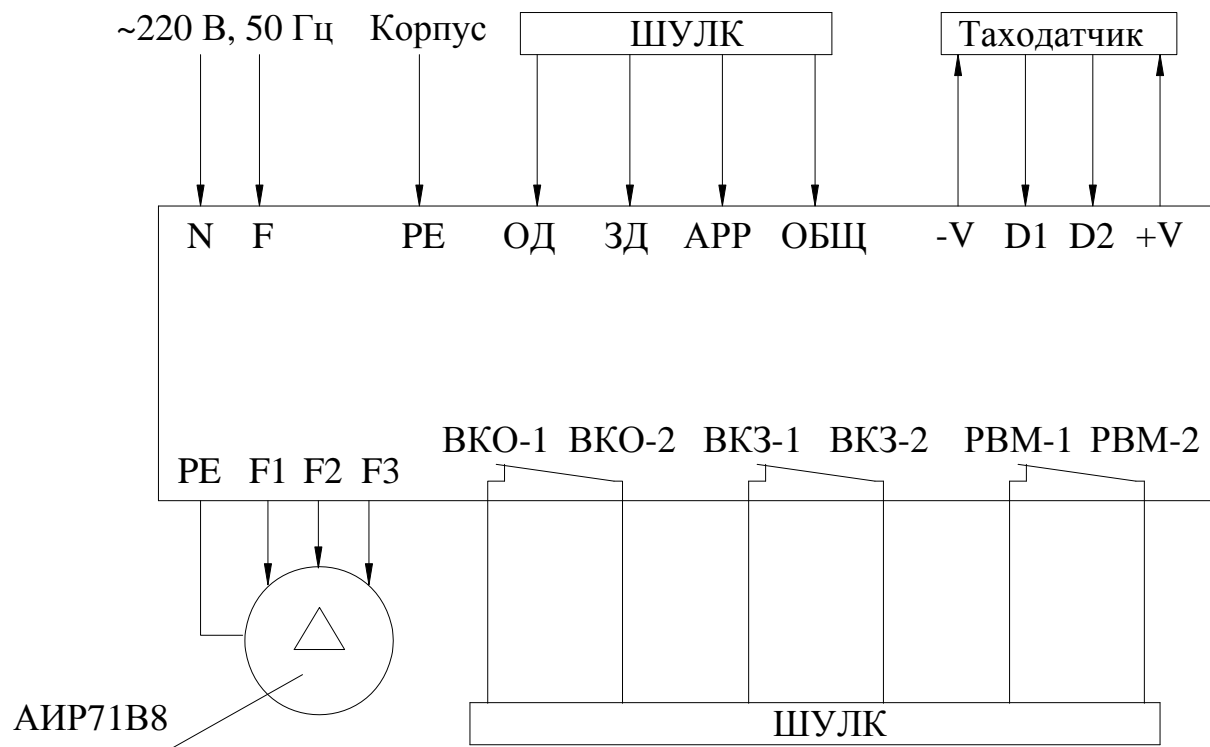 ~220 В, 50 Гц Корпус ШУЛК Таходатчик
N F PE ОД ЗД АРР ОБЩ -V D1 D2 +V
ВКО-1 ВКО-2 ВКЗ-1 ВКЗ-2 РВМ-1 РВМ-2
PE F1 F2 F3
АИР71В8
ШУЛК